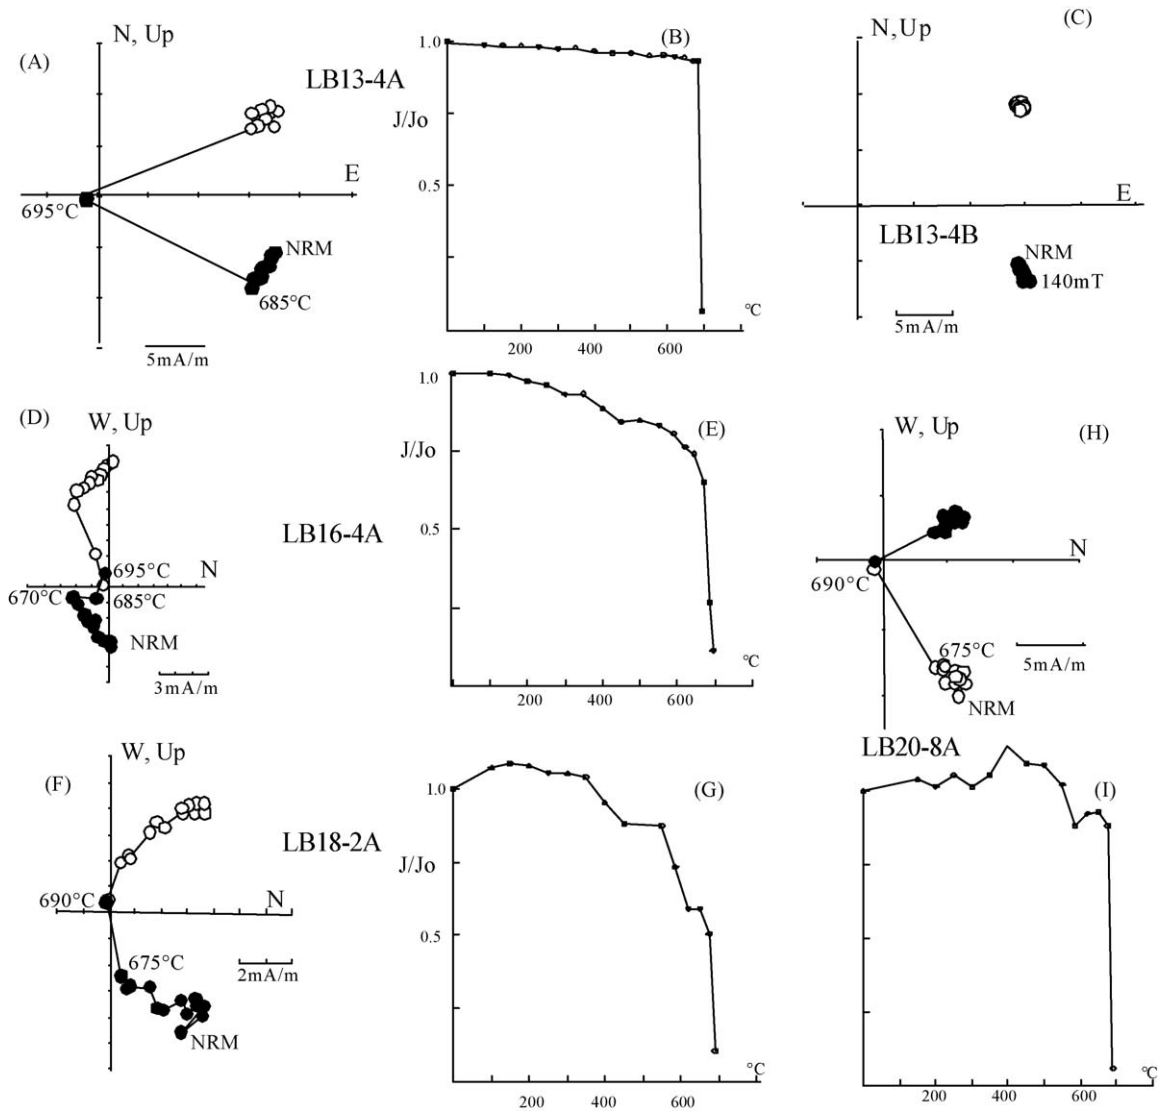 (A)
N, Up
LB13-4A
E
695°C
NRM
685°C
5mA/m
(B)
1.0
J/Jo
0.5
°C
200 400 600
(C)
N,Up
E
LB13-4B
NRM
140mT
5mA/m
(D)
W, Up
LB16-4A
695°C
N
670°C
685°C
NRM
3mA/m
(E)
1.0
J/Jo
0.5
°C
200 400 600
(H)
W, Up
N
690°C
675°C
5mA/m
NRM
LB20-8A
(F)
W, Up
LB18-2A
690°C
N
675°C
2mA/m
NRM
(G)
1.0
J/Jo
0.5
°C
200 400 600
(I)
°C
200 400 600